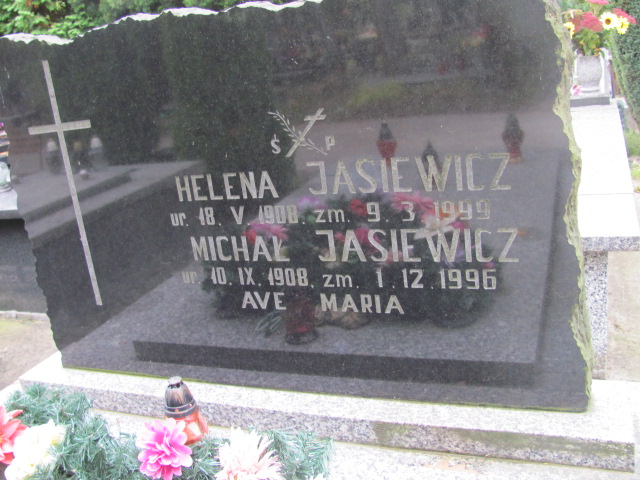 Ś P
HELENA JASIEWICZ
ur. 18. V. 1908. zm. 9. 3. 1999
MICHAŁ JASIEWICZ
ur. 10. IX. 1908. zm. 1. 12. 1996
AVE MARIA